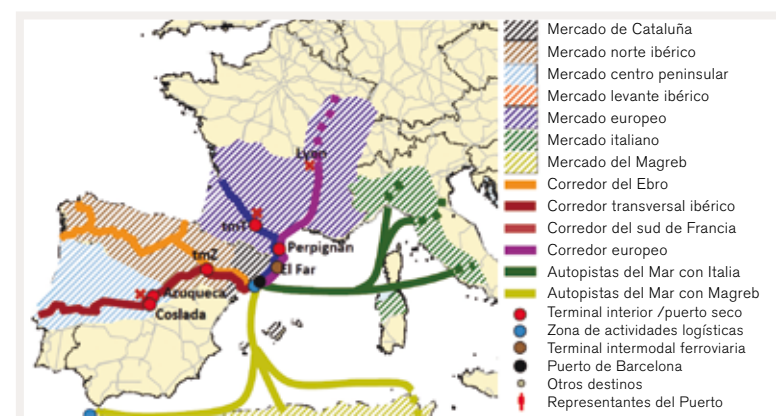 Lyon
tmT
Perpignan
tmZ
El Far
Azuqueca
Coslada
Mercado de Cataluña
Mercado norte ibérico
Mercado centro peninsular
Mercado levante ibérico
Mercado europeo
Mercado italiano
Mercado del Magreb
Corredor del Ebro
Corredor transversal ibérico
Corredor del sud de Francia
Corredor europeo
Autopistas del Mar con Italia
Autopistas del Mar con Magreb
Terminal interior /puerto seco
Zona de actividades logísticas
Terminal intermodal ferroviaria
Puerto de Barcelona
Otros destinos
Representantes del Puerto